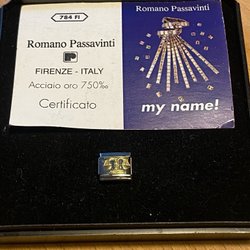 784 FI
Romano Passavinti
Romano Passavinti
FIRENZE - ITALY
Acciaio oro 750‰
Certificato
my name!